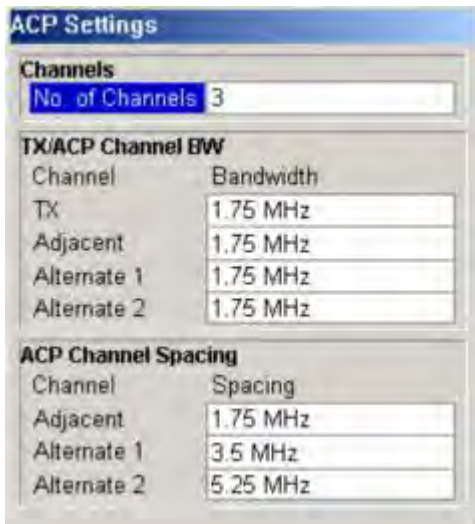 ACP Settings
Channels
No. of Channels 3
TX/ACP Channel BW
Channel Bandwidth
TX 1.75 MHz
Adjacent 1.75 MHz
Alternate 1 1.75 MHz
Alternate 2 1.75 MHz
ACP Channel Spacing
Channel Spacing
Adjacent 1.75 MHz
Alternate 1 3.5 MHz
Alternate 2 5.25 MHz